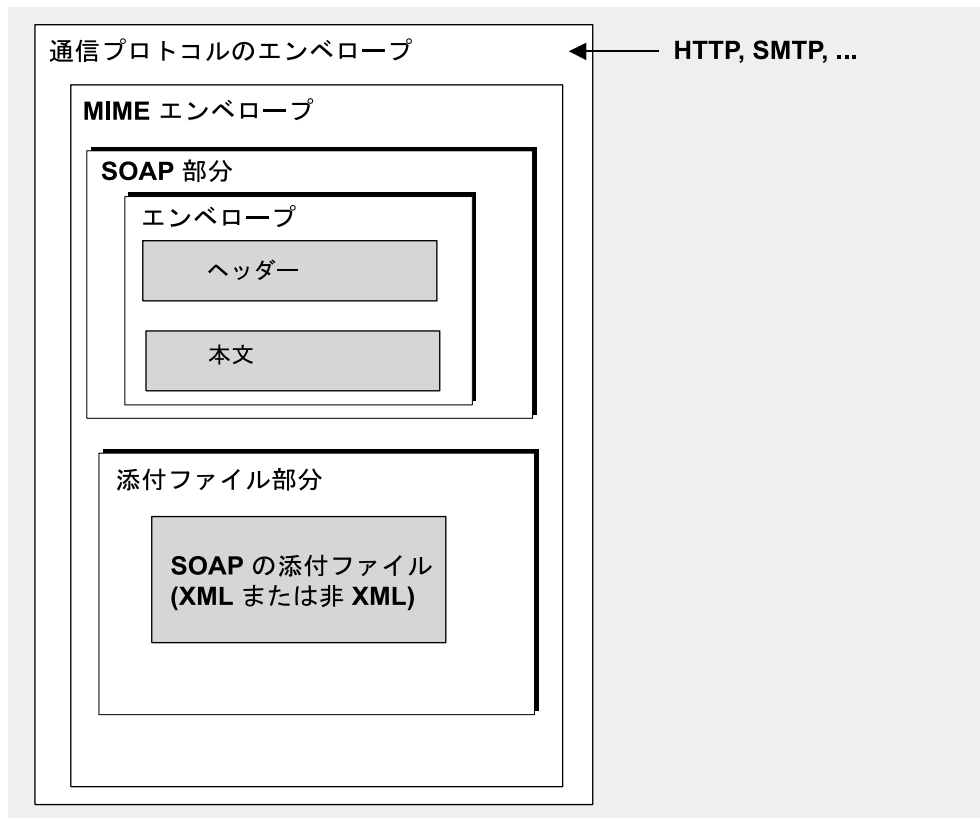 通信プロトコルのエンベロープ
HTTP, SMTP, ...
MIME エンベロープ
SOAP 部分
エンベロープ
ヘッダー
本文
添付ファイル部分
SOAP の添付ファイル
(XML または非 XML)